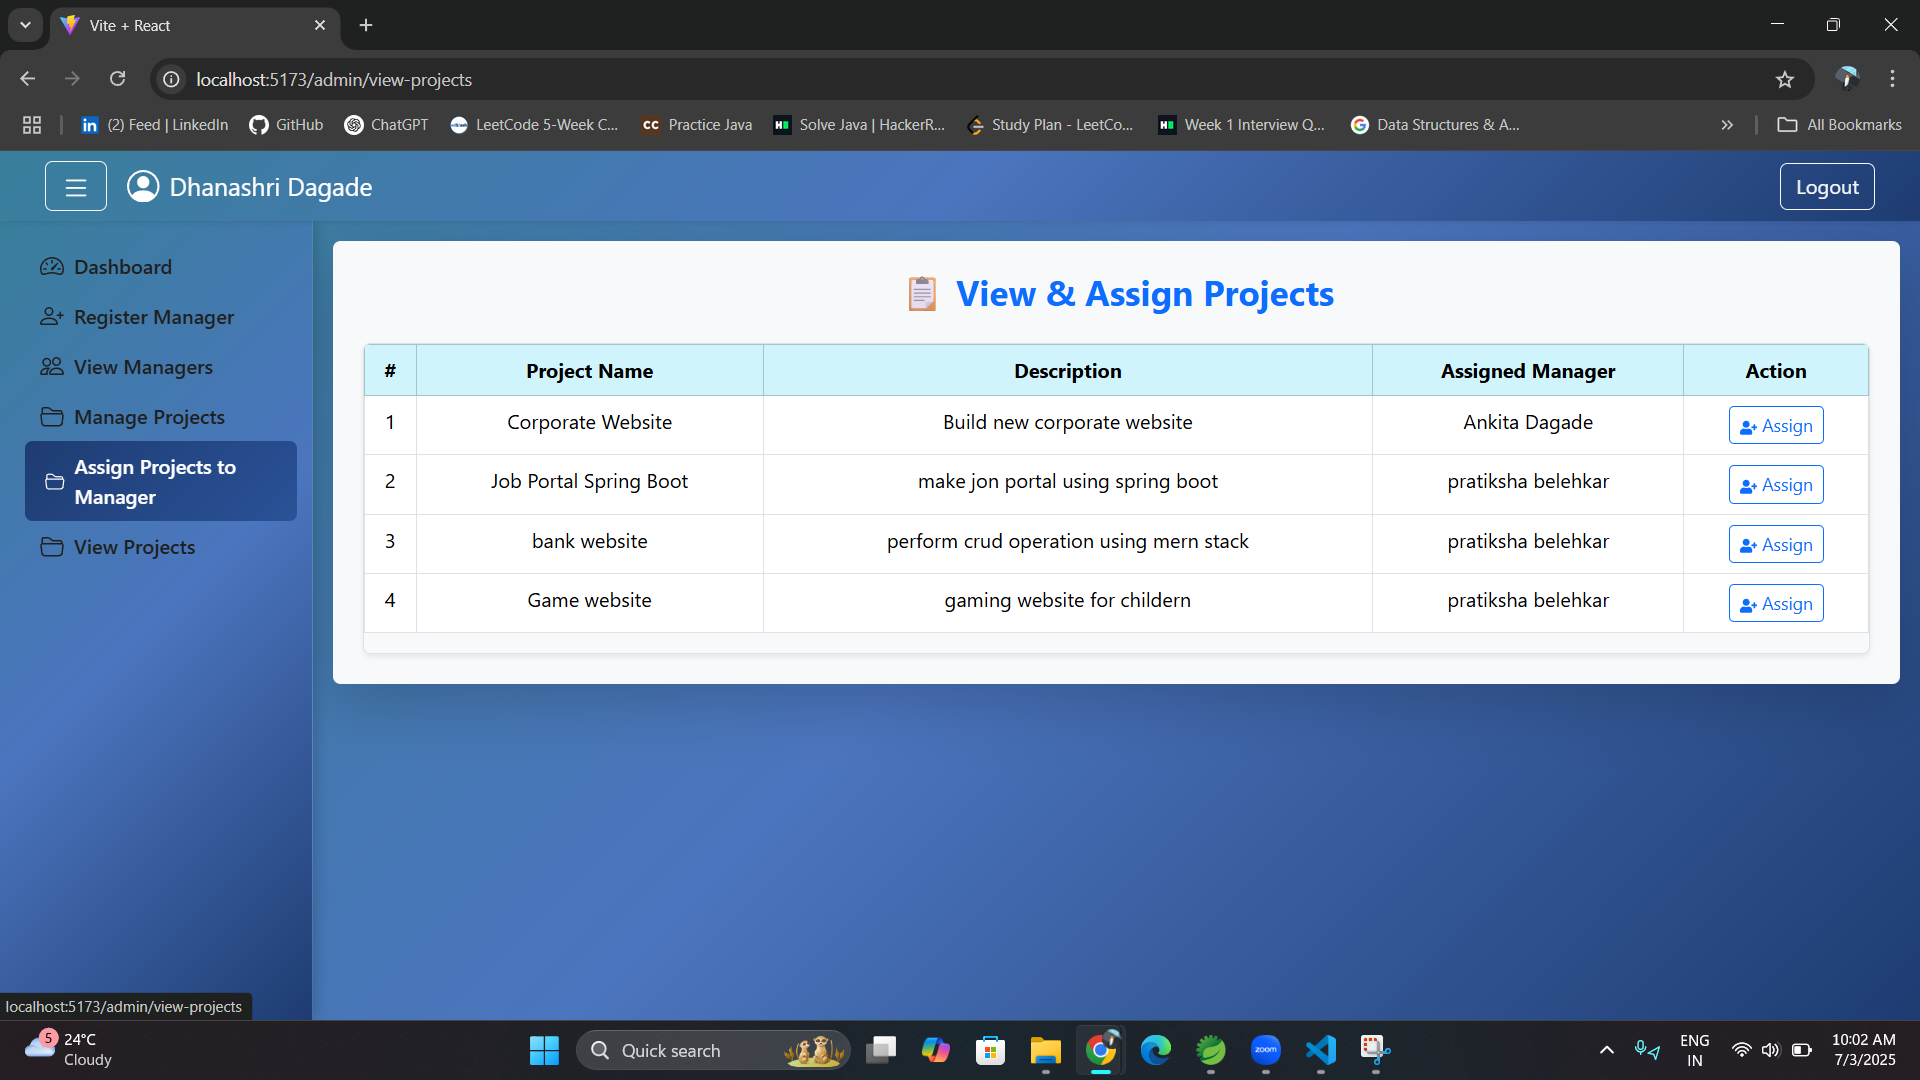 Vite + React
localhost:5173/admin/view-projects
(2) Feed | LinkedIn
GitHub
ChatGPT
LeetCode 5-Week C...
CC Practice Java
Solve Java | HackerR...
Study Plan - LeetCo...
Week 1 Interview Q...
Data Structures & A...
All Bookmarks
Dhanashri Dagade
Logout
Dashboard
Register Manager
View Managers
Manage Projects
Assign Projects to
Manager
View Projects
View & Assign Projects
# Project Name Description Assigned Manager Action
1 Corporate Website Build new corporate website Ankita Dagade Assign
2 Job Portal Spring Boot make jon portal using spring boot pratiksha belehkar Assign
3 bank website perform crud operation using mern stack pratiksha belehkar Assign
4 Game website gaming website for childern pratiksha belehkar Assign
localhost:5173/admin/view-projects
5
24°C
Cloudy
Quick search
zoom
ENG
IN
10:02 AM
7/3/2025